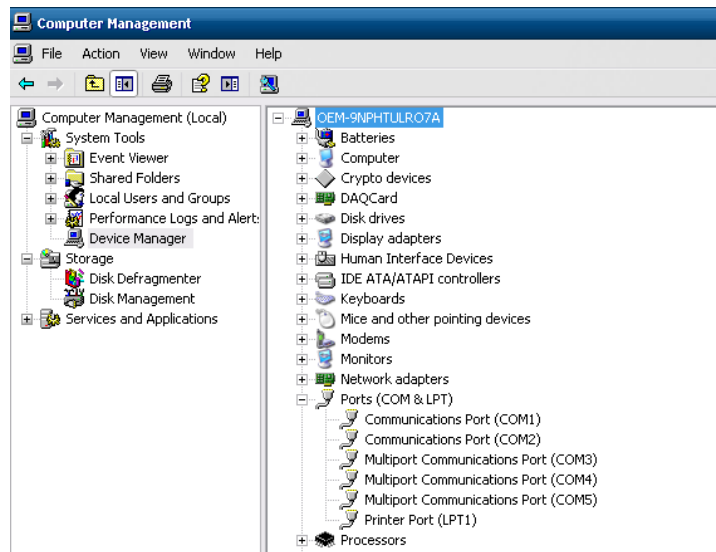 Computer Management
File Action View Window Help
Computer Management (Local)
System Tools
Event Viewer
Shared Folders
Local Users and Groups
Performance Logs and Alert:
Device Manager
Storage
Disk Defragmenter
Disk Management
Services and Applications
OEM-9NPHTULRO7A
Batteries
Computer
Crypto devices
DAQCard
Disk drives
Display adapters
Human Interface Devices
IDE ATA/ATAPI controllers
Keyboards
Mice and other pointing devices
Modems
Monitors
Network adapters
Ports (COM & LPT)
Communications Port (COM1)
Communications Port (COM2)
Multiport Communications Port (COM3)
Multiport Communications Port (COM4)
Multiport Communications Port (COM5)
Printer Port (LPT1)
Processors